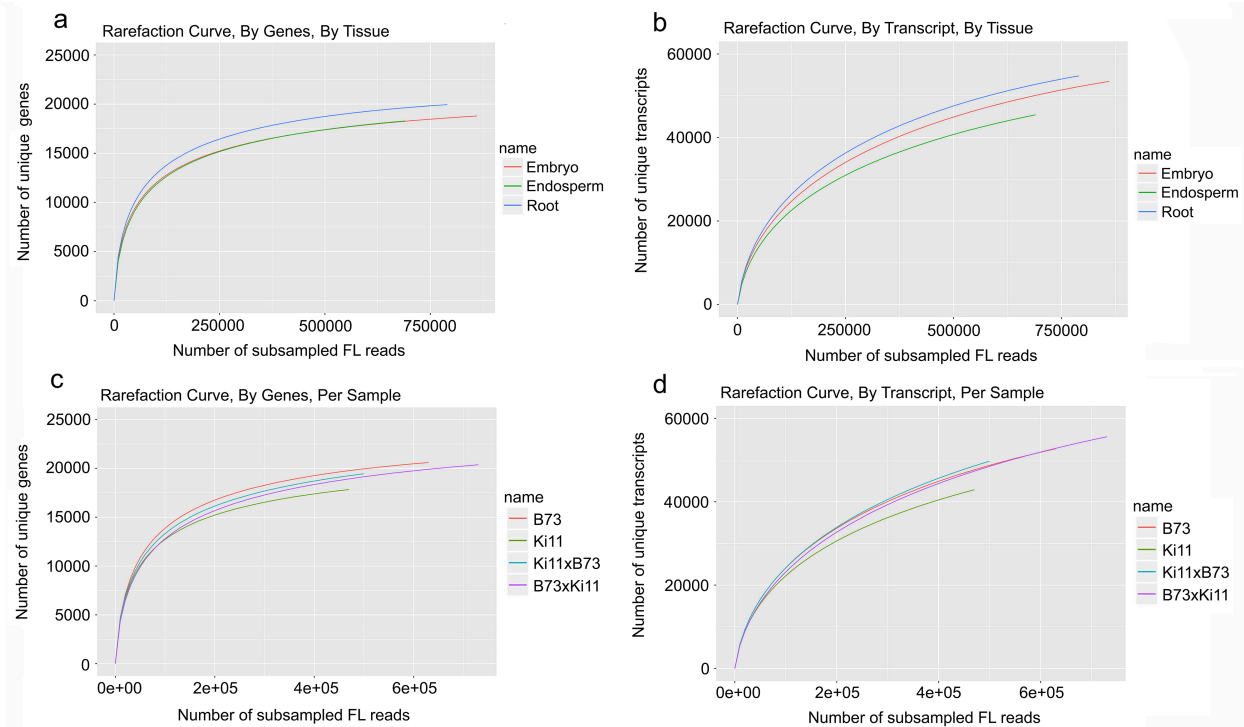 a
Rarefaction Curve, By Genes, By Tissue
25000
20000
15000
10000
5000
0
Number of unique genes
0 250000 500000 750000
Number of subsampled FL reads
name
Embryo
Endosperm
Root
b
Rarefaction Curve, By Transcript, By Tissue
60000
40000
20000
0
Number of unique transcripts
0 250000 500000 750000
Number of subsampled FL reads
name
Embryo
Endosperm
Root
c
Rarefaction Curve, By Genes, Per Sample
25000
20000
15000
10000
5000
0
Number of unique genes
0e+00 2e+05 4e+05 6e+05
Number of subsampled FL reads
name
B73
Ki11
Ki11xB73
B73xKi11
d
Rarefaction Curve, By Transcript, Per Sample
60000
40000
20000
0
Number of unique transcripts
0e+00 2e+05 4e+05 6e+05
Number of subsampled FL reads
name
B73
Ki11
Ki11xB73
B73xKi11